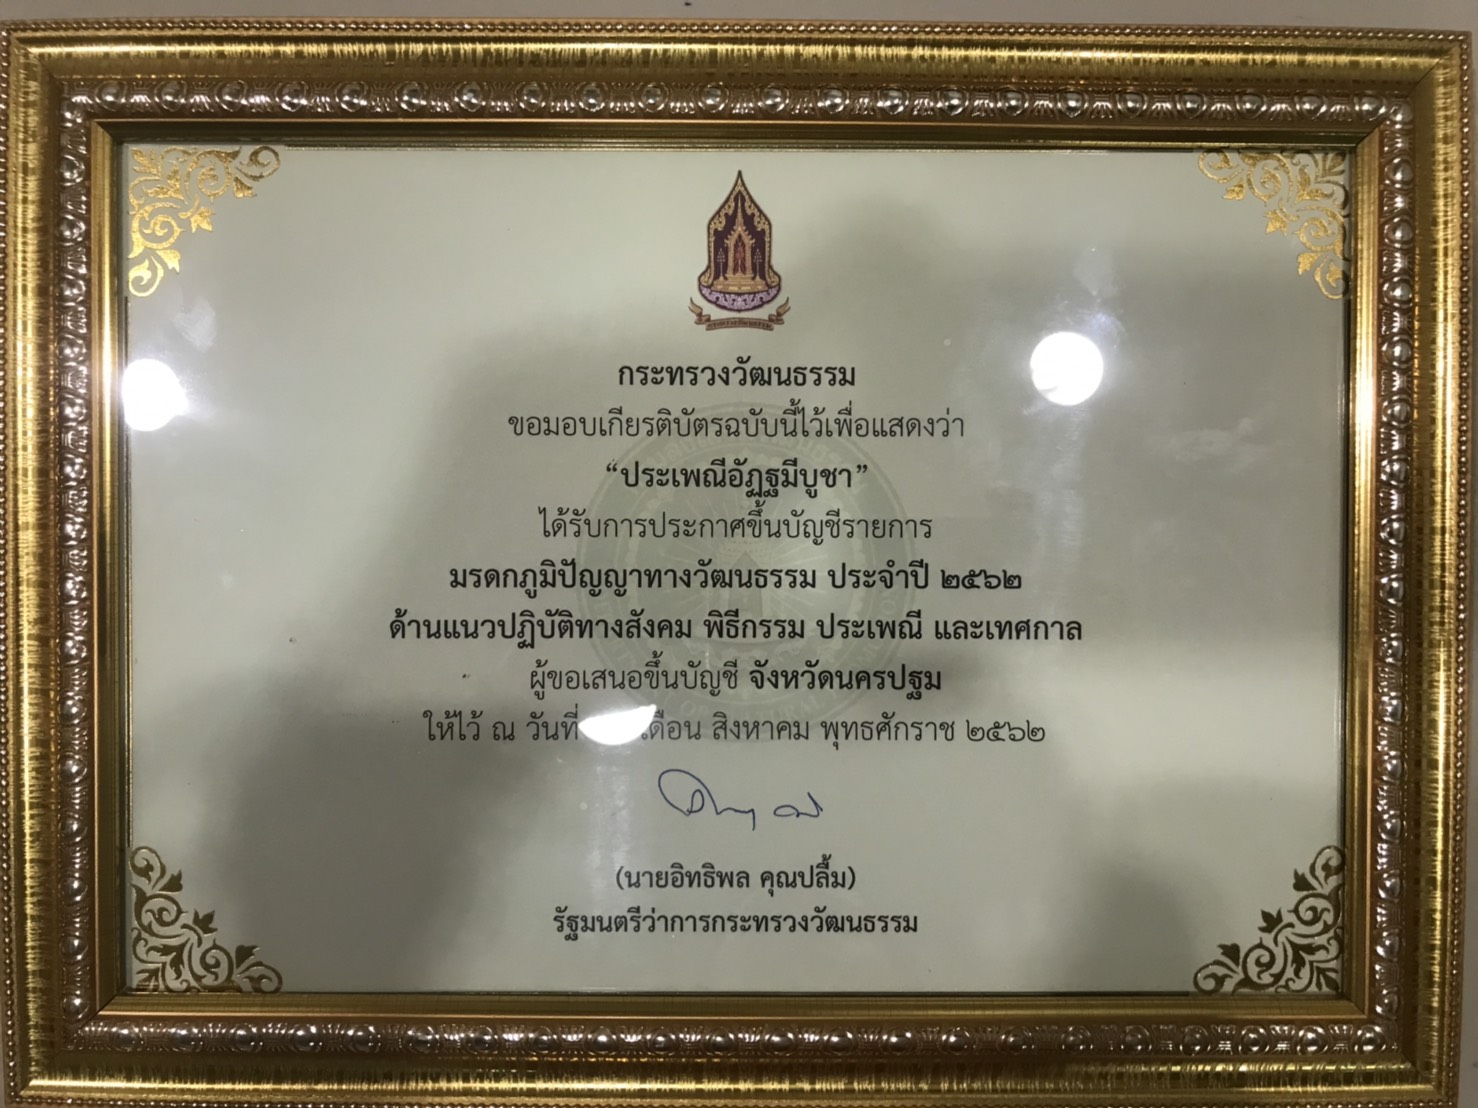 กระทรวงวัฒนธรรม
ขอมอบเกียรติบัตรฉบับนี้ไว้เพื่อแสดงว่า
“ประเพณีอัฏฐมีบูชา”
ได้รับการประกาศขึ้นบัญชีรายการ
มรดกภูมิปัญญาทางวัฒนธรรม ประจำปี ๒๕๖๒
ด้านแนวปฏิบัติทางสังคม พิธีกรรม ประเพณี และเทศกาล
ผู้ขอเสนอขึ้นบัญชี จังหวัดนครปฐม
ให้ไว้ ณ วันที่ เดือน สิงหาคม พุทธศักราช ๒๕๖๒
(นายอิทธิพล คุณปลื้ม)
รัฐมนตรีว่าการกระทรวงวัฒนธรรม